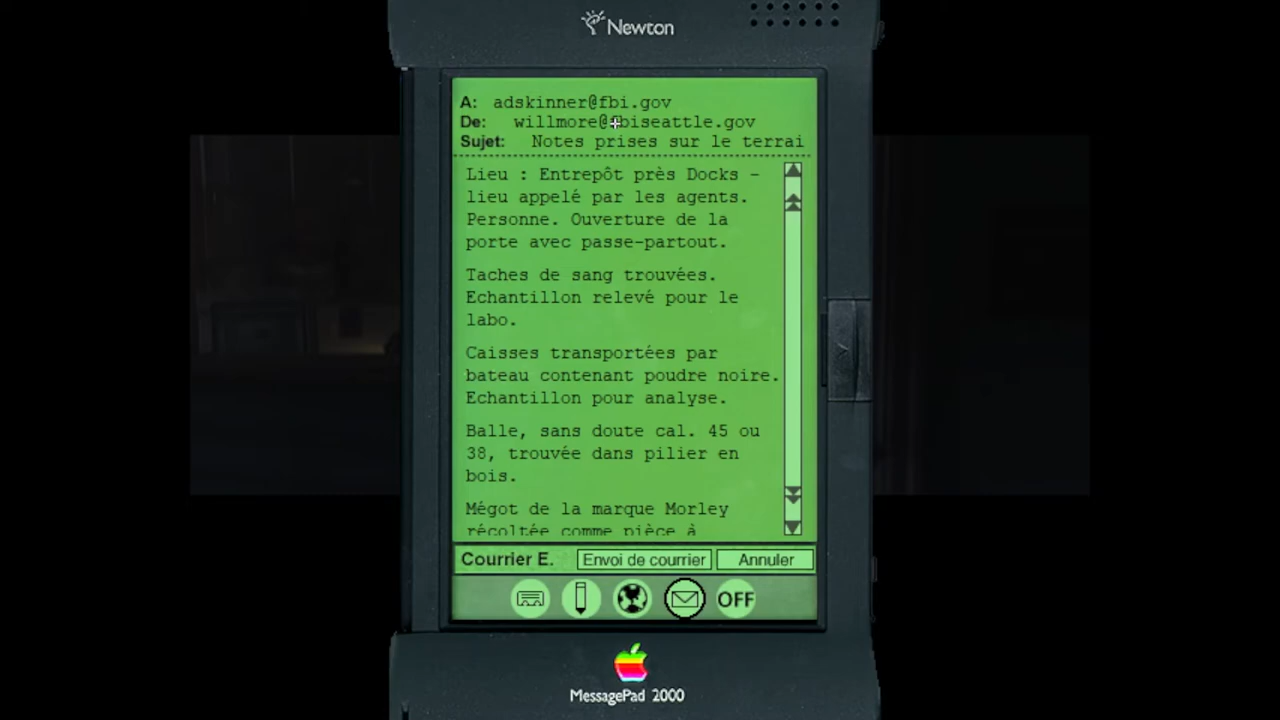 Newton
A: adskinner@fbi.gov
De: willmore@fbiseattle.gov
Sujet: Notes prises sur le terrai
Lieu : Entrepôt près Docks -
lieu appelé par les agents.
Personne. Ouverture de la
porte avec passe-partout.
Taches de sang trouvées.
Echantillon relevé pour le
labo.
Caisses transportées par
bateau contenant poudre noire.
Echantillon pour analyse.
Balle, sans doute cal. 45 ou
38, trouvée dans pilier en
bois.
Mégot de la marque Morley
récoltée comme pièce à
Courrier E. Envoi de courrier Annuler
OFF
MessagePad 2000